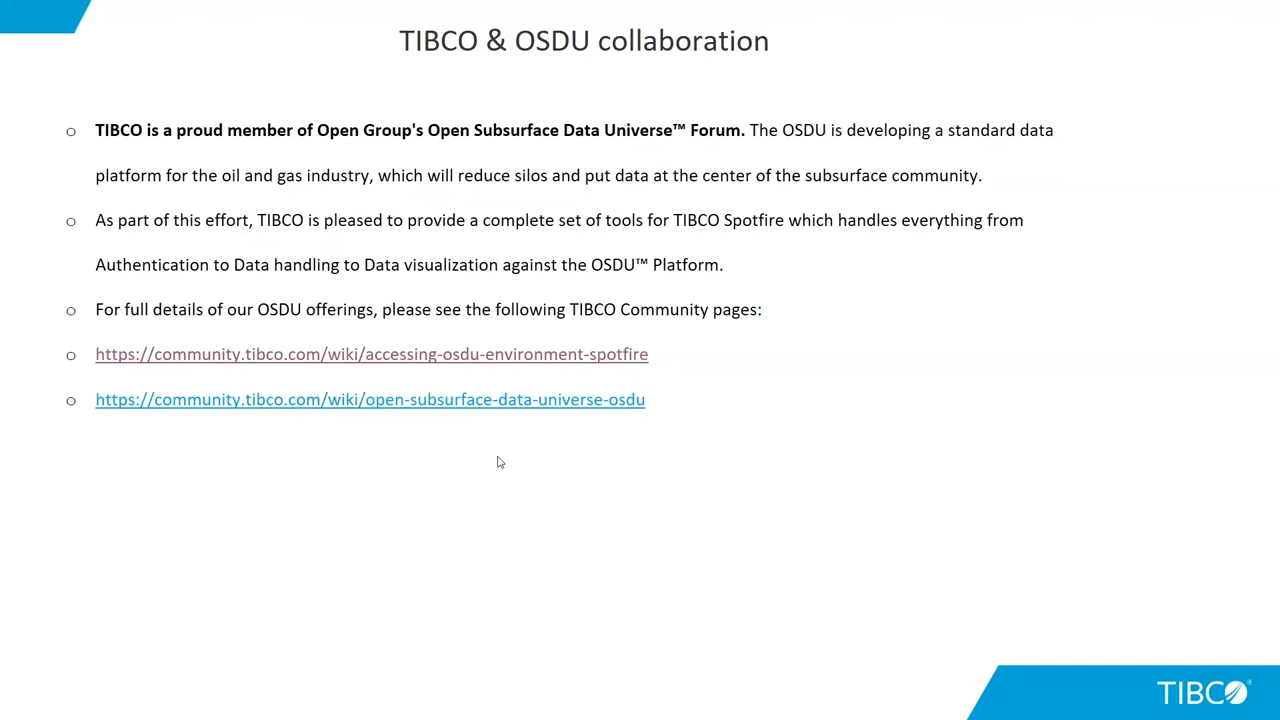 TIBCO & OSDU collaboration
○ TIBCO is a proud member of Open Group's Open Subsurface Data Universe™ Forum. The OSDU is developing a standard data
platform for the oil and gas industry, which will reduce silos and put data at the center of the subsurface community.
○ As part of this effort, TIBCO is pleased to provide a complete set of tools for TIBCO Spotfire which handles everything from
Authentication to Data handling to Data visualization against the OSDU™ Platform.
○ For full details of our OSDU offerings, please see the following TIBCO Community pages:
○ https://community.tibco.com/wiki/accessing-osdu-environment-spotfire
○ https://community.tibco.com/wiki/open-subsurface-data-universe-osdu
TIBCO®